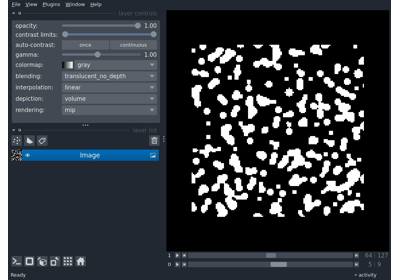 File View Plugins Window Help
layer controls
opacity: 1.00
contrast limits:
auto-contrast: once continuous
gamma: 1.00
colormap: gray
blending: translucent_no_depth
interpolation: linear
depiction: volume
rendering: mip
layer list
Image
1 64 127
0 5 9
Ready activity